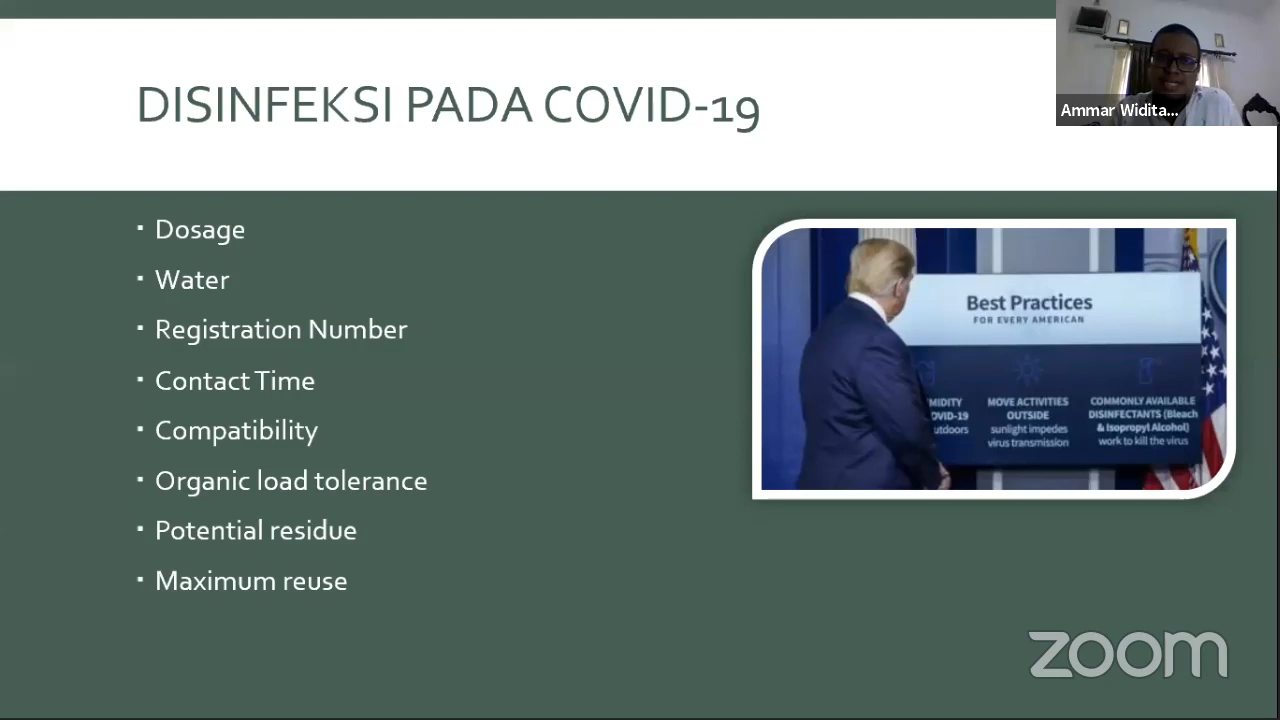 DISINFEKSI PADA COVID-19
Ammar Widita...
▪ Dosage
▪ Water
▪ Registration Number
▪ Contact Time
▪ Compatibility
▪ Organic load tolerance
▪ Potential residue
▪ Maximum reuse
Best Practices
FOR EVERY AMERICAN
MIDITY
OVID-19
utdoors
MOVE ACTIVITIES
OUTSIDE
sunlight impedes
virus transmission
COMMONLY AVAILABLE
DISINFECTANTS (Bleach
& Isopropyl Alcohol)
work to kill the virus
zoom